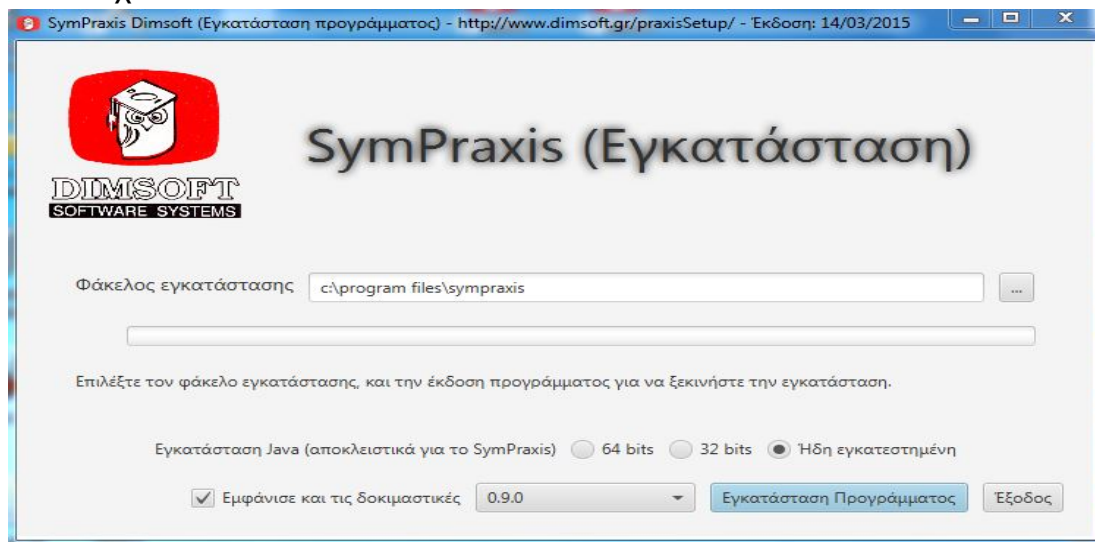 SymPraxis Dimsoft (Εγκατάσταση προγράμματος) - http://www.dimsoft.gr/praxisSetup/ - Έκδοση: 14/03/2015
DIMSOFT
SOFTWARE SYSTEMS
SymPraxis (Εγκατάσταση)
Φάκελος εγκατάστασης c:\program files\sympraxis ...
Επιλέξτε τον φάκελο εγκατάστασης, και την έκδοση προγράμματος για να ξεκινήστε την εγκατάσταση.
Εγκατάσταση Java (αποκλειστικά για το SymPraxis) 64 bits 32 bits Ήδη εγκατεστημένη
Εμφάνισε και τις δοκιμαστικές 0.9.0 Εγκατάσταση Προγράμματος Έξοδος